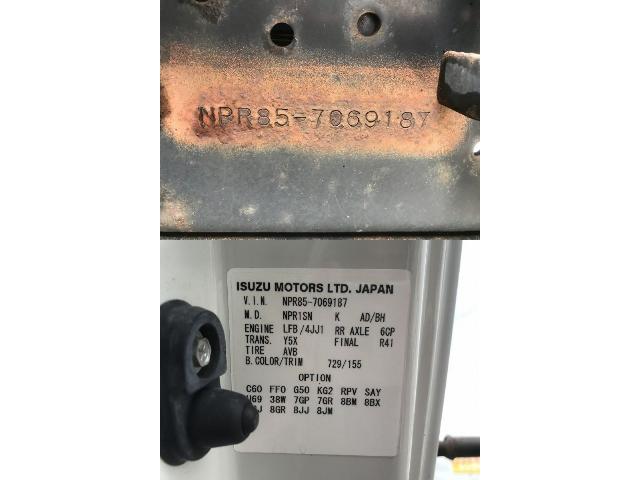 NPR85-7069187
ISUZU MOTORS LTD. JAPAN
V.I.N. NPR85-7069187
M.D. NPR1SN K AD/BH
ENGINE LFB/4JJ1 RR AXLE 6CP
TRANS. Y5X FINAL R41
TIRE AVB
B.COLOR/TRIM 729/155
OPTION
C60 FF0 G50 KG2 RPV SAY
38W 7GP 7GR 8BM 8BX
8GR 8JJ 8JM